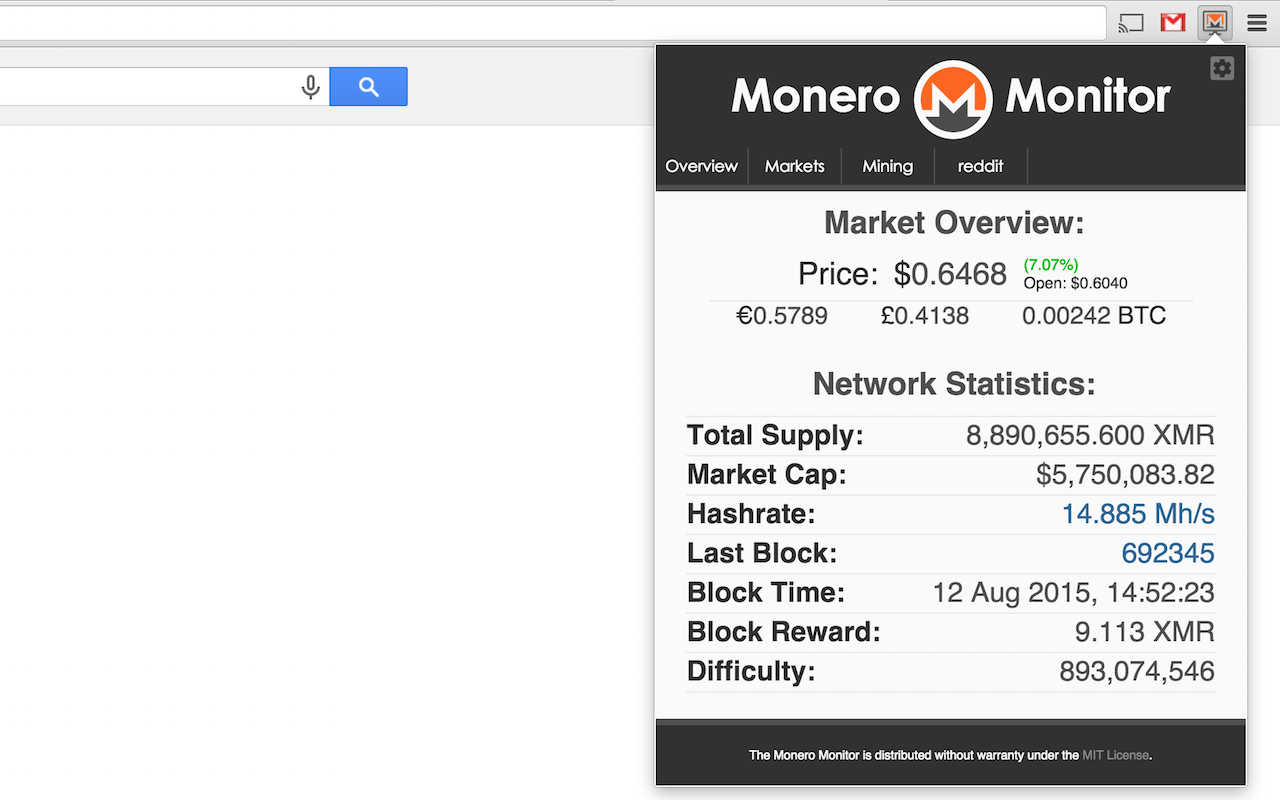 Monero Monitor
Overview Markets Mining reddit
Market Overview:
Price: $0.6468 (7.07%)
Open: $0.6040
€0.5789 £0.4138 0.00242 BTC
Network Statistics:
Total Supply: 8,890,655.600 XMR
Market Cap: $5,750,083.82
Hashrate: 14.885 Mh/s
Last Block: 692345
Block Time: 12 Aug 2015, 14:52:23
Block Reward: 9.113 XMR
Difficulty: 893,074,546
The Monero Monitor is distributed without warranty under the MIT License.